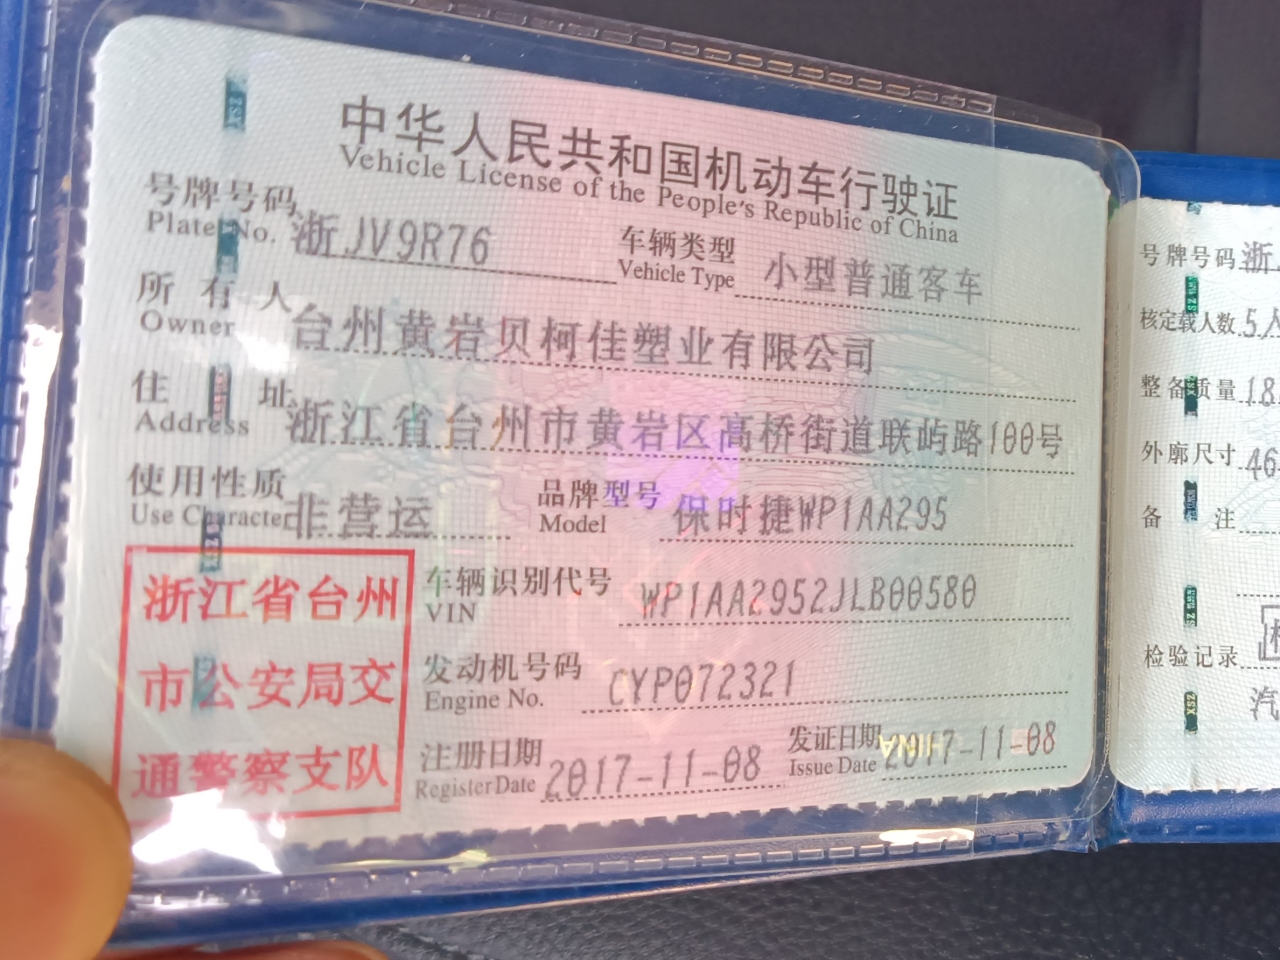 中华人民共和国机动车行驶证
Vehicle License of the People's Republic of China
号牌号码 浙JV9R76 车辆类型 小型普通客车
Plate No. Vehicle Type
所有人 台州黄岩贝柯佳塑业有限公司
Owner
住址 浙江省台州市黄岩区高桥街道联屿路100号
Address
使用性质 非营运 品牌型号 保时捷WP1AA295
Use Character Model
浙江省台州
市公安局交
通警察支队
车辆识别代号 WP1AA2952JLB00580
VIN
发动机号码 CYP072321
Engine No.
注册日期 2017-11-08 发证日期 2017-11-08
Register Date Issue Date
号牌号码 浙
核定载人数 5人
整备质量 18
外廓尺寸 46
备注
检验记录
汽